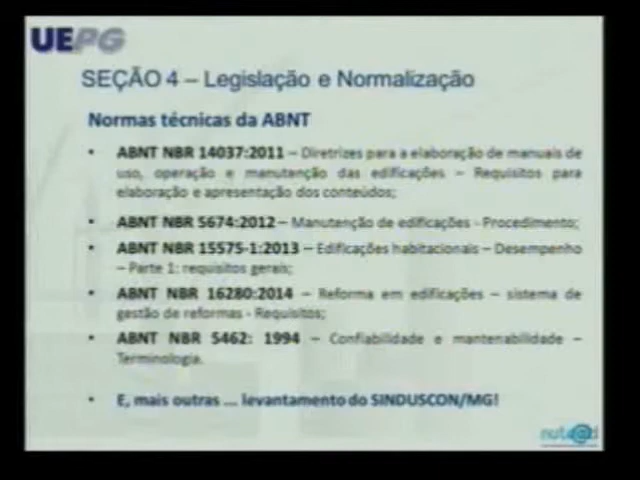 UEPG
SEÇÃO 4 – Legislação e Normalização
Normas técnicas da ABNT
• ABNT NBR 14037:2011 – Diretrizes para a elaboração de manuais de
uso, operação e manutenção das edificações – Requisitos para
elaboração e apresentação dos conteúdos;
• ABNT NBR 5674:2012 – Manutenção de edificações - Procedimento;
• ABNT NBR 15575-1:2013 – Edificações habitacionais – Desempenho
– Parte 1: requisitos gerais;
• ABNT NBR 16280:2014 – Reforma em edificações – sistema de
gestão de reformas - Requisitos;
• ABNT NBR 5462: 1994 – Confiabilidade e mantenabilidade –
Terminologia.
• E, mais outras ... levantamento do SINDUSCON/MG!
nute@d